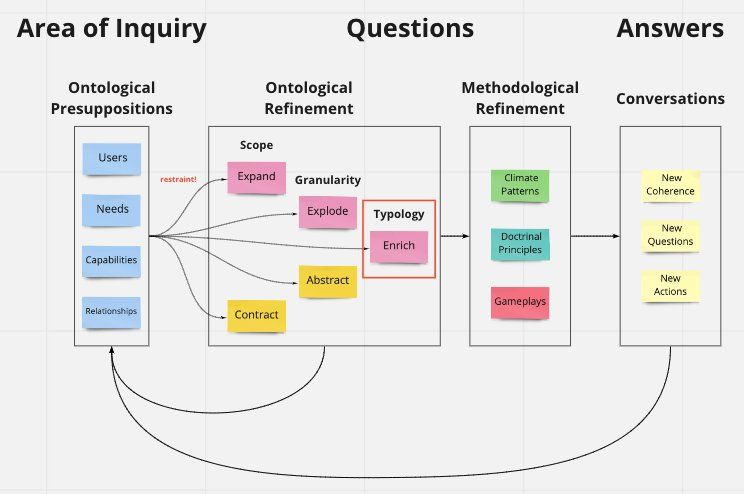 Area of Inquiry
Questions
Answers
Ontological
Presuppositions
Ontological
Refinement
Methodological
Refinement
Conversations
Users
Needs
Capabilities
Relationships
restraint!
Scope
Expand
Granularity
Explode
Typology
Enrich
Abstract
Contract
Climate
Patterns
Doctrinal
Principles
Gameplays
New
Coherence
New
Questions
New
Actions